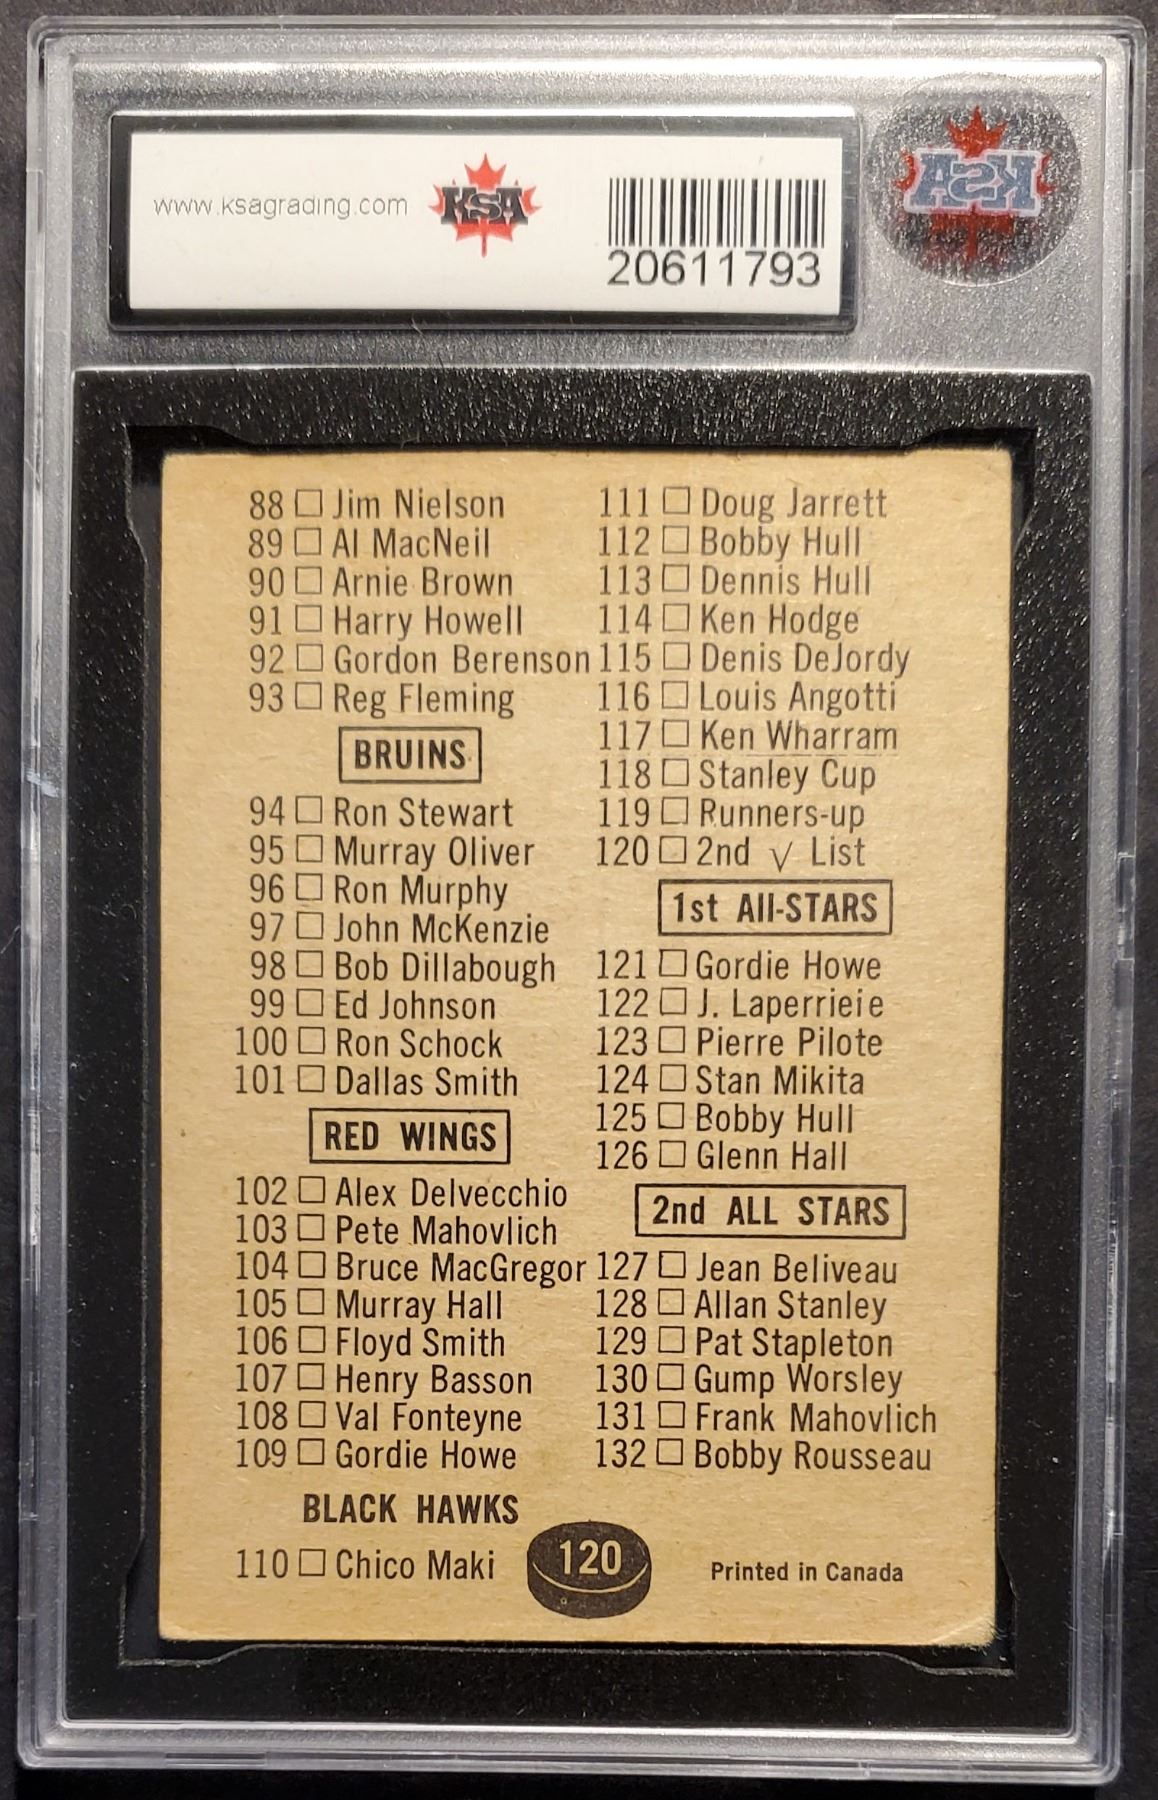 www.ksagrading.com
KSA
20611793
KSA
88 □ Jim Nielson
89 □ Al MacNeil
90 □ Arnie Brown
91 □ Harry Howell
92 □ Gordon Berenson
93 □ Reg Fleming
BRUINS
94 □ Ron Stewart
95 □ Murray Oliver
96 □ Ron Murphy
97 □ John McKenzie
98 □ Bob Dillabough
99 □ Ed Johnson
100 □ Ron Schock
101 □ Dallas Smith
RED WINGS
102 □ Alex Delvecchio
103 □ Pete Mahovlich
104 □ Bruce MacGregor
105 □ Murray Hall
106 □ Floyd Smith
107 □ Henry Basson
108 □ Val Fonteyne
109 □ Gordie Howe
BLACK HAWKS
110 □ Chico Maki
111 □ Doug Jarrett
112 □ Bobby Hull
113 □ Dennis Hull
114 □ Ken Hodge
115 □ Denis DeJordy
116 □ Louis Angotti
117 □ Ken Wharram
118 □ Stanley Cup
119 □ Runners-up
120 □ 2nd √ List
1st All-STARS
121 □ Gordie Howe
122 □ J. Laperrieie
123 □ Pierre Pilote
124 □ Stan Mikita
125 □ Bobby Hull
126 □ Glenn Hall
2nd ALL STARS
127 □ Jean Beliveau
128 □ Allan Stanley
129 □ Pat Stapleton
130 □ Gump Worsley
131 □ Frank Mahovlich
132 □ Bobby Rousseau
120
Printed in Canada